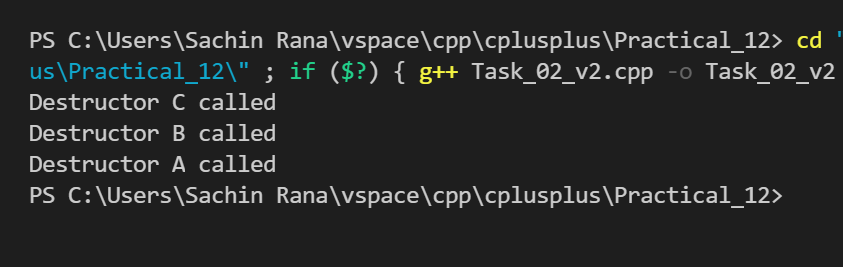 PS C:\Users\Sachin Rana\vspace\cpp\cplusplus\Practical_12> cd "
us\Practical_12\" ; if ($?) { g++ Task_02_v2.cpp -o Task_02_v2
Destructor C called
Destructor B called
Destructor A called
PS C:\Users\Sachin Rana\vspace\cpp\cplusplus\Practical_12>